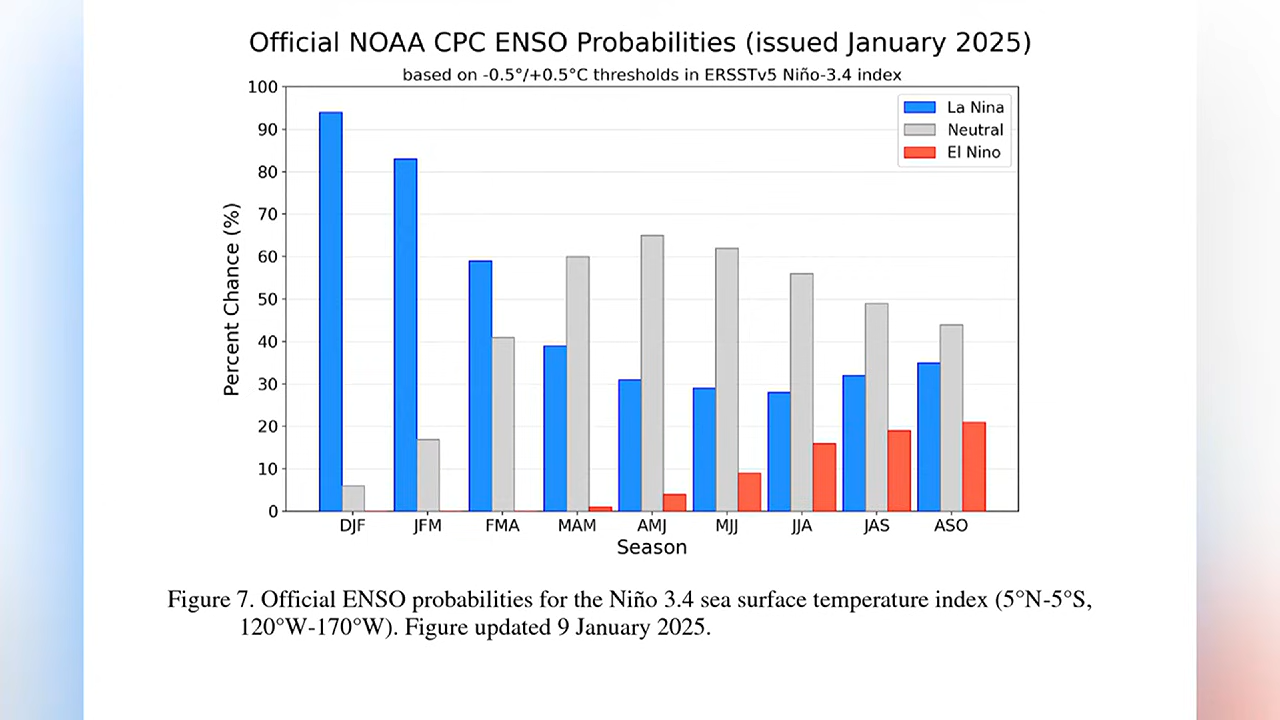 Official NOAA CPC ENSO Probabilities (issued January 2025)
based on -0.5°/+0.5°C thresholds in ERSSTv5 Niño-3.4 index
100
90
80
70
60
50
40
30
20
10
0
Percent Chance (%)
La Nina
Neutral
El Nino
DJF JFM FMA MAM AMJ MJJ JJA JAS ASO
Season
Figure 7. Official ENSO probabilities for the Niño 3.4 sea surface temperature index (5°N-5°S,
120°W-170°W). Figure updated 9 January 2025.